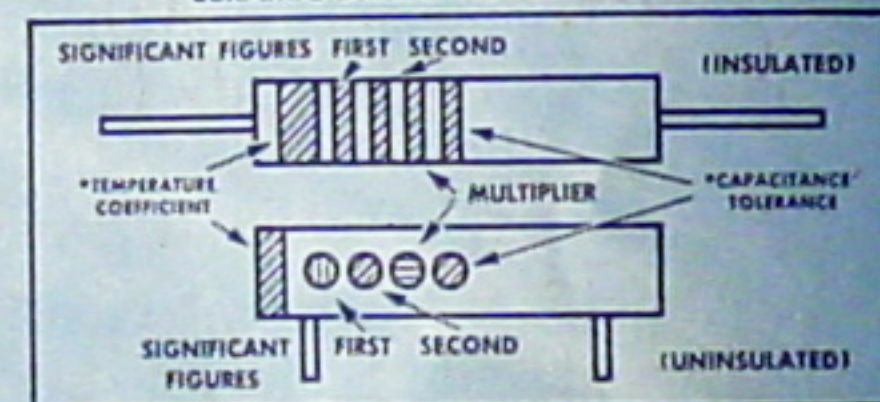 SIGNIFICANT FIGURES FIRST SECOND
(INSULATED)
*TEMPERATURE
COEFFICIENT
MULTIPLIER
*CAPACITANCE
TOLERANCE
SIGNIFICANT
FIGURES
FIRST SECOND
(UNINSULATED)